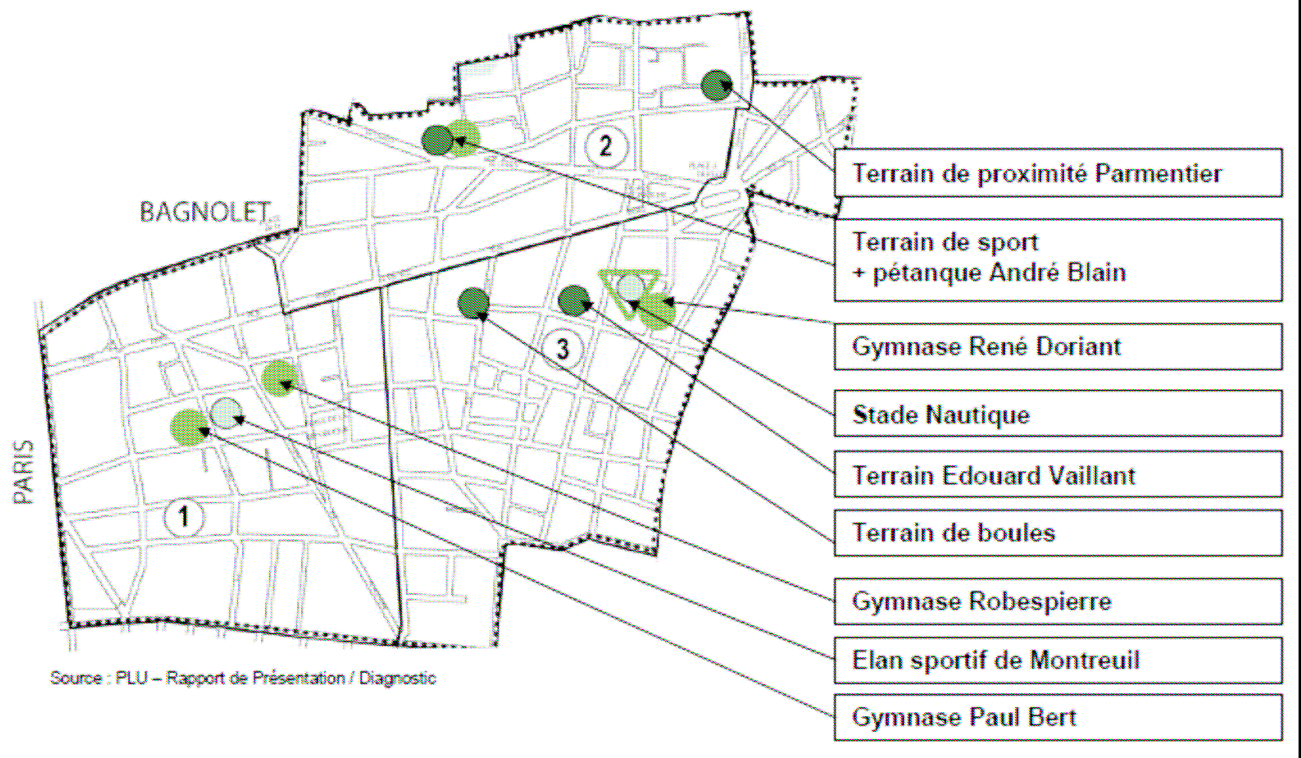 2
Terrain de proximité Parmentier
BAGNOLET
Terrain de sport
+ pétanque André Blain
3
Gymnase René Doriant
Stade Nautique
PARIS
Terrain Edouard Vaillant
1
Terrain de boules
Gymnase Robespierre
Elan sportif de Montreuil
Source : PLU – Rapport de Présentation / Diagnostic
Gymnase Paul Bert